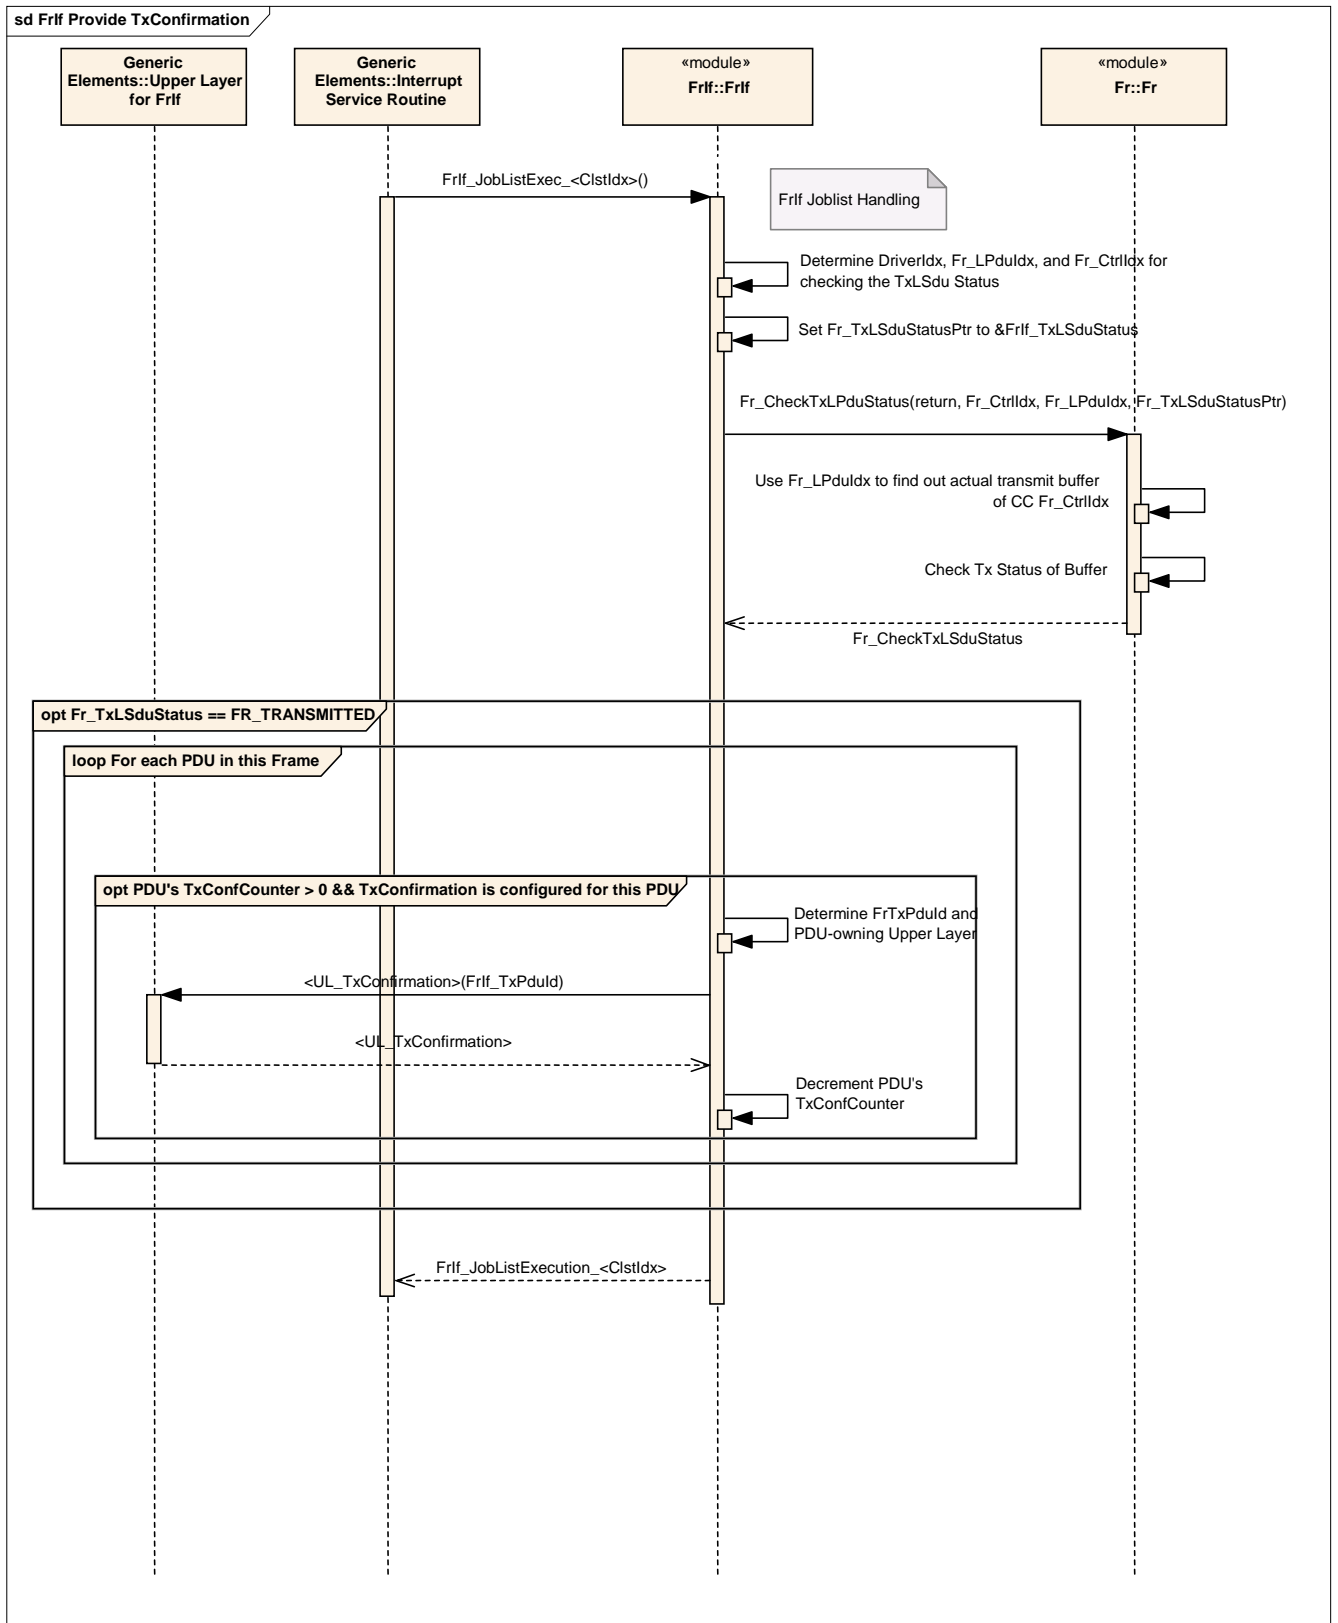 sd FrIf Provide TxConfirmation
Generic
Elements::Upper Layer
for FrIf
Generic
Elements::Interrupt
Service Routine
«module»
FrIf::FrIf
«module»
Fr::Fr
FrIf_JobListExec_<ClstIdx>()
FrIf Joblist Handling
Determine DriverIdx, Fr_LPduIdx, and Fr_CtrlIdx for
checking the TxLSdu Status
Set Fr_TxLSduStatusPtr to &FrIf_TxLSduStatus
Fr_CheckTxLPduStatus(return, Fr_CtrlIdx, Fr_LPduIdx, Fr_TxLSduStatusPtr)
Use Fr_LPduIdx to find out actual transmit buffer
of CC Fr_CtrlIdx
Check Tx Status of Buffer
Fr_CheckTxLSduStatus
opt Fr_TxLSduStatus == FR_TRANSMITTED
loop For each PDU in this Frame
opt PDU's TxConfCounter > 0 && TxConfirmation is configured for this PDU
Determine FrTxPduId and
PDU-owning Upper Layer
<UL_TxConfirmation>(FrIf_TxPduId)
<UL_TxConfirmation>
Decrement PDU's
TxConfCounter
FrIf_JobListExecution_<ClstIdx>